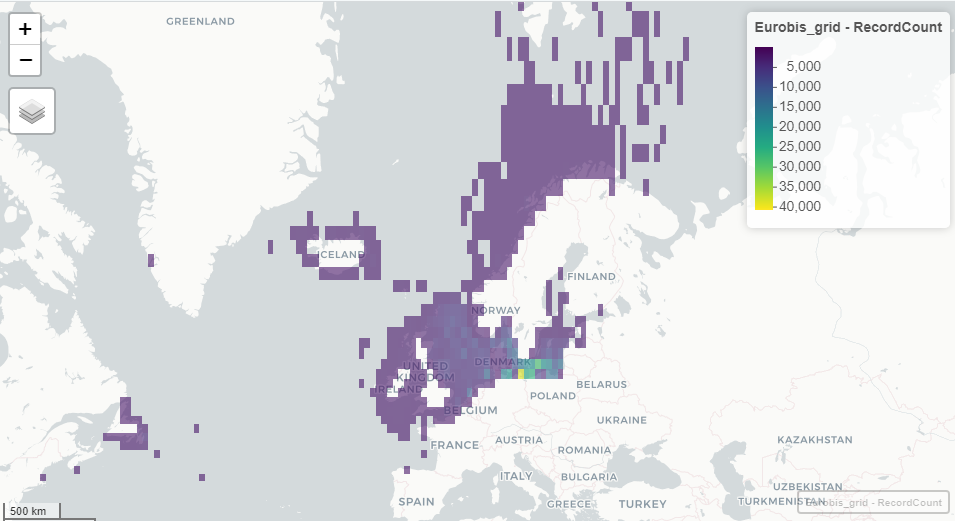 +
−
GREENLAND
Eurobis_grid - RecordCount
5,000
10,000
15,000
20,000
25,000
30,000
35,000
40,000
ICELAND
FINLAND
NORWAY
DENMARK
UNITED
KINGDOM
IRELAND
BELARUS
POLAND
BELGIUM
UKRAINE
FRANCE
AUSTRIA
ROMANIA
KAZAKHSTAN
ITALY
BULGARIA
UZBEKISTAN
SPAIN
GREECE
TURKEY
TURKMENISTAN
Eurobis_grid - RecordCount
500 km